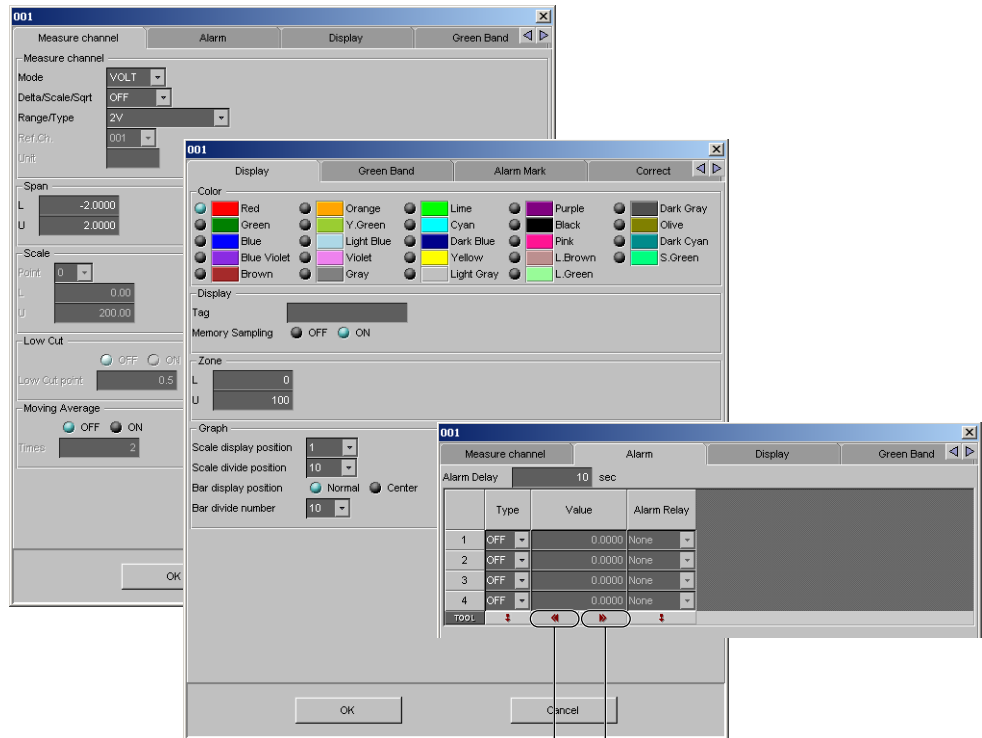 001
Measure channel Alarm Display Green Band
Measure channel
Mode VOLT
Delta/Scale/Sqrt OFF
Range/Type 2V
Ref.Ch. 001
Unit
Span
L -2.0000
U 2.0000
Scale
Point 0
L 0.00
U 200.00
Low Cut
OFF ON
Low Cut point 0.5
Moving Average
OFF ON
Times 2
OK
001
Display Green Band Alarm Mark Correct
Color
Red Orange Lime Purple Dark Gray
Green Y.Green Cyan Black Olive
Blue Light Blue Dark Blue Pink Dark Cyan
Blue Violet Violet Yellow L.Brown S.Green
Brown Gray Light Gray L.Green
Display
Tag
Memory Sampling OFF ON
Zone
L 0
U 100
Graph
Scale display position 1
Scale divide position 10
Bar display position Normal Center
Bar divide number 10
OK Cancel
001
Measure channel Alarm Display Green Band
Alarm Delay 10 sec
Type Value Alarm Relay
1 OFF 0.0000 None
2 OFF 0.0000 None
3 OFF 0.0000 None
4 OFF 0.0000 None
TOOL